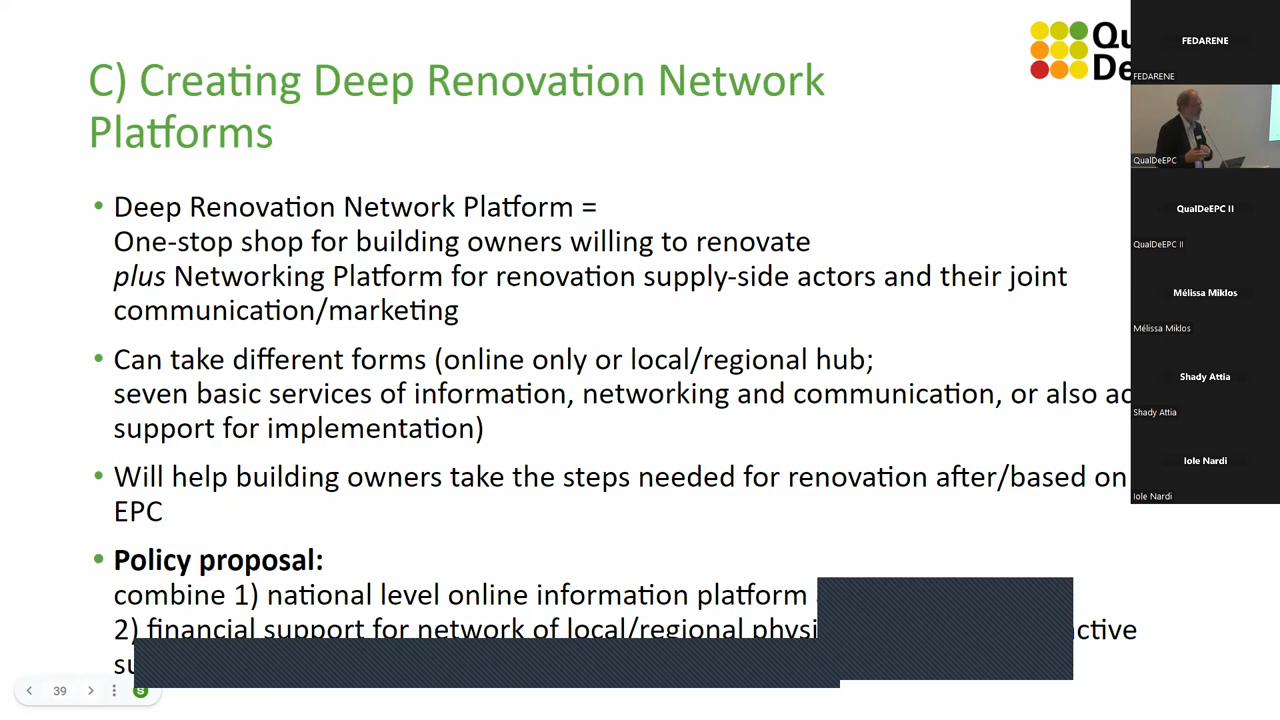 C) Creating Deep Renovation Network
Platforms
• Deep Renovation Network Platform =
One-stop shop for building owners willing to renovate
plus Networking Platform for renovation supply-side actors and their joint
communication/marketing
• Can take different forms (online only or local/regional hub;
seven basic services of information, networking and communication, or also
support for implementation)
• Will help building owners take the steps needed for renovation after/based on
EPC
• Policy proposal:
combine 1) national level online information platform
2) financial support for network of local/regional
39
S
FEDARENE
FEDARENE
QualDeEPC
QualDeEPC II
QualDeEPC II
Mélissa Miklos
Mélissa Miklos
Shady Attia
Shady Attia
Iole Nardi
Iole Nardi